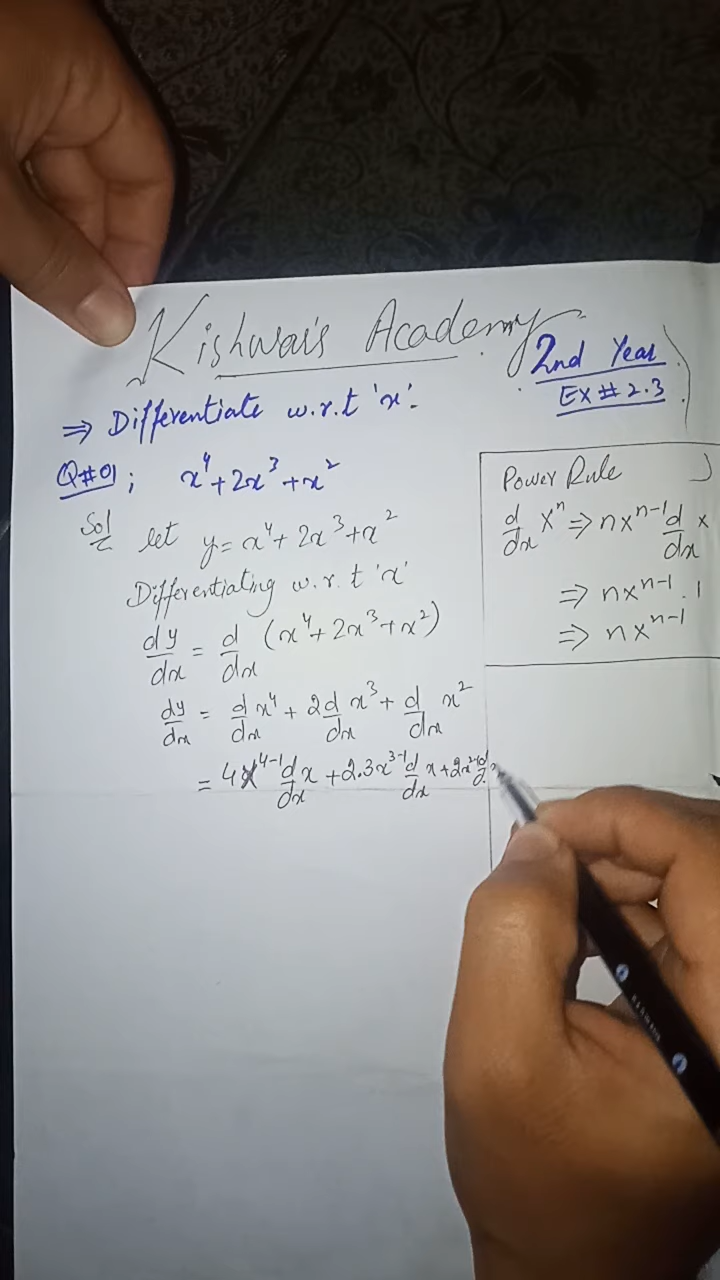 Kishwar's Academy
2nd Year
EX # 2.3
⇒ Differentiate w.r.t 'x':
Q#01; x⁴+2x³+x²
Sol let y=x⁴+2x³+x²
Differentiating w.r.t 'x'
dy/dx = d/dx (x⁴+2x³+x²)
dy/dx = d/dx x⁴ + 2d/dx x³ + d/dx x²
= 4x⁴⁻¹ d/dx x + 2.3x³⁻¹ d/dx x + 2x²⁻¹ d/d
Power Rule
d/dx xⁿ ⇒ nxⁿ⁻¹ d/dx x
⇒ nxⁿ⁻¹ . 1
⇒ nxⁿ⁻¹